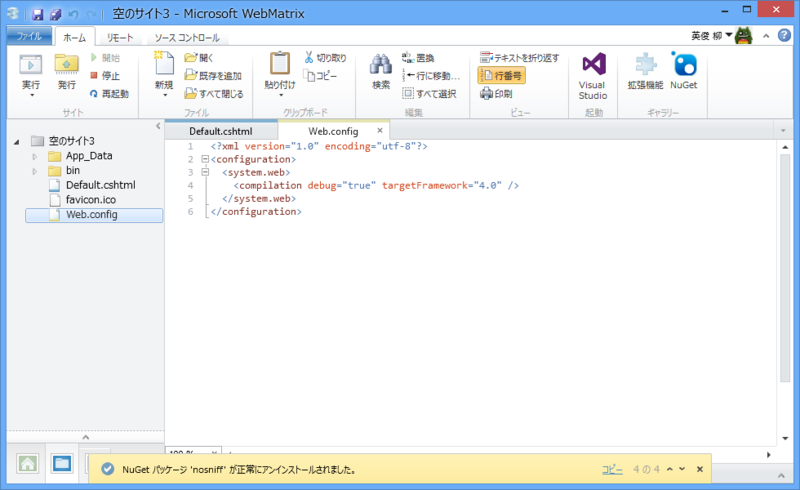 空のサイト3 - Microsoft WebMatrix
ファイル ホーム リモート ソース コントロール 英俊 柳
実行
発行
開始
停止
再起動
サイト
新規
開く
既存を追加
すべて閉じる
ファイル
貼り付け
切り取り
コピー
クリップボード
検索
置換
行に移動...
すべて選択
編集
テキストを折り返す
行番号
印刷
ビュー
Visual
Studio
起動
拡張機能
NuGet
ギャラリー
空のサイト3
App_Data
bin
Default.cshtml
favicon.ico
Web.config
Default.cshtml Web.config
1 <?xml version="1.0" encoding="utf-8"?>
2 <configuration>
3 <system.web>
4 <compilation debug="true" targetFramework="4.0" />
5 </system.web>
6 </configuration>
NuGet パッケージ 'nosniff' が正常にアンインストールされました。 コピー 4 の 4